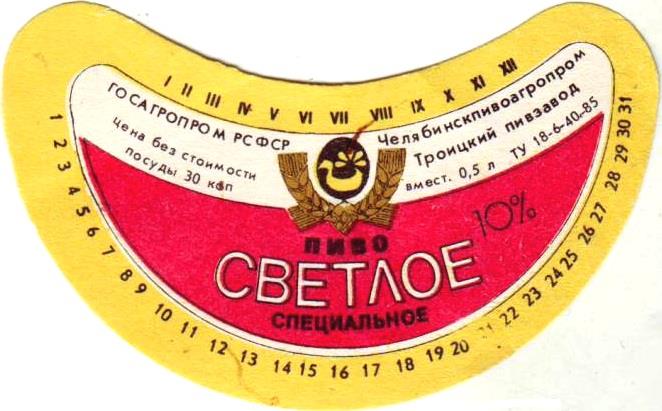 I II III IV V VI VII VIII IX X XI XII
ГОСАГРОПРОМ РСФСР
Цена без стоимости
посуды 30 коп
Челябинскпивоагропром
Троицкий пивзавод
вмест. 0,5 л ТУ 18-6-40-85
10%
ПИВО
СВЕТЛОЕ
СПЕЦИАЛЬНОЕ
1 2 3 4 5 6 7 8 9 10 11 12 13 14 15 16 17 18 19 20 21 22 23 24 25 26 27 28 29 30 31